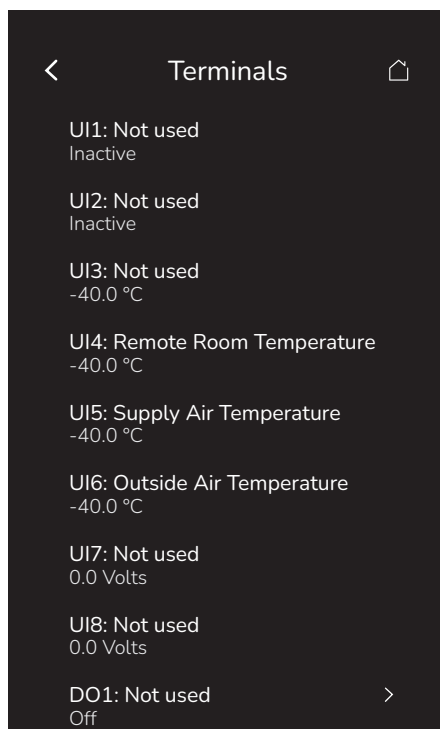 Terminals
UI1: Not used
Inactive
UI2: Not used
Inactive
UI3: Not used
-40.0 °C
UI4: Remote Room Temperature
-40.0 °C
UI5: Supply Air Temperature
-40.0 °C
UI6: Outside Air Temperature
-40.0 °C
UI7: Not used
0.0 Volts
UI8: Not used
0.0 Volts
DO1: Not used
Off